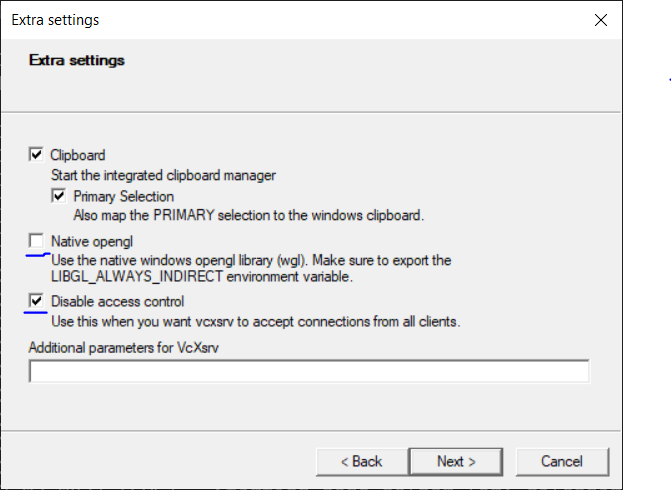 Extra settings
Extra settings
Clipboard
Start the integrated clipboard manager
Primary Selection
Also map the PRIMARY selection to the windows clipboard.
Native opengl
Use the native windows opengl library (wgl). Make sure to export the
LIBGL_ALWAYS_INDIRECT environment variable.
Disable access control
Use this when you want vcxsrv to accept connections from all clients.
Additional parameters for VcXsrv
< Back Next > Cancel